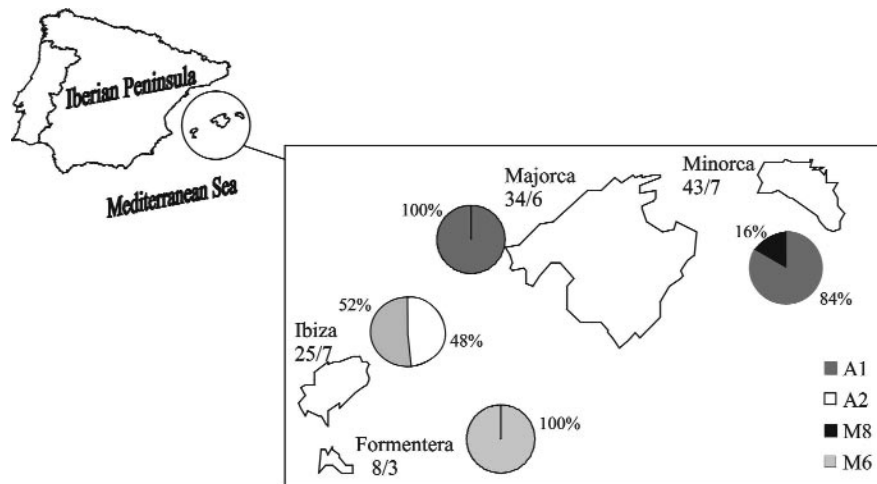 Iberian Peninsula
Mediterranean Sea
Majorca
34/6
Minorca
43/7
100%
16%
84%
52%
48%
Ibiza
25/7
100%
Formentera
8/3
A1
A2
M8
M6